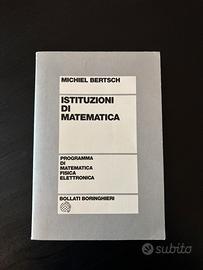 MICHIEL BERTSCH
ISTITUZIONI
DI
MATEMATICA
PROGRAMMA
DI
MATEMATICA
FISICA
ELETTRONICA
BOLLATI BORINGHIERI
subito